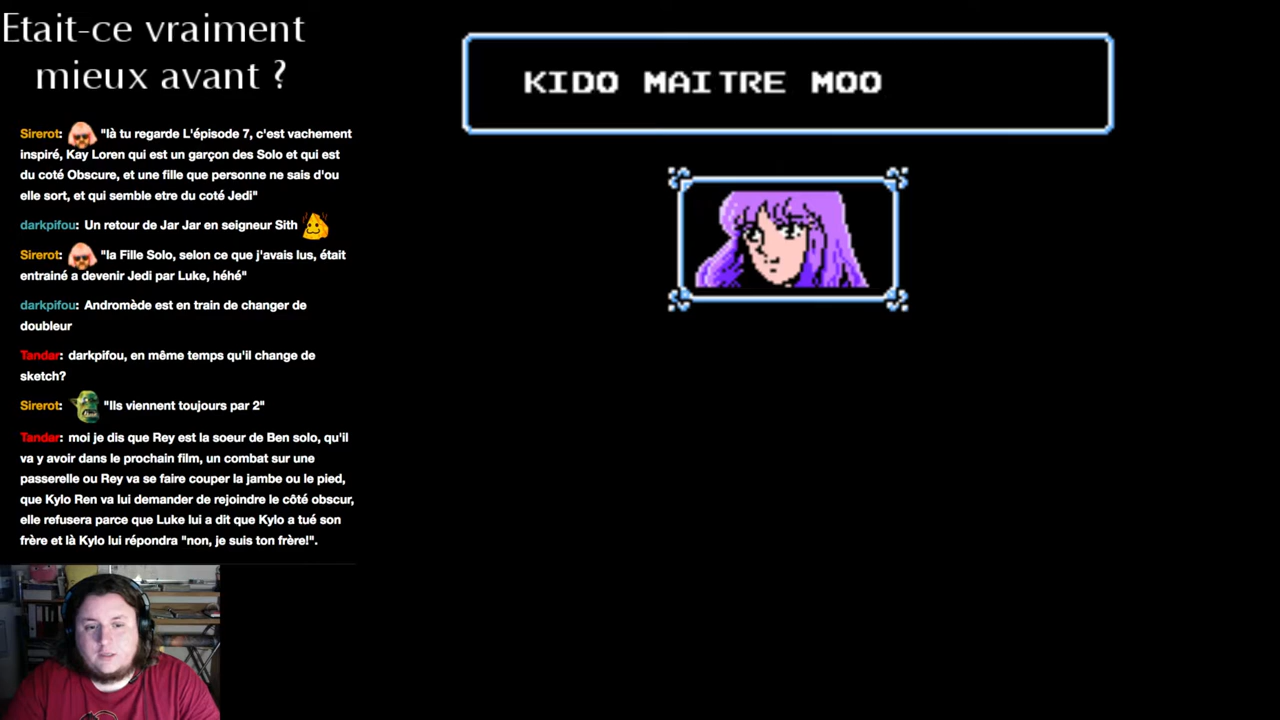 Etait-ce vraiment
mieux avant ?
Sirerot: "là tu regarde L'épisode 7, c'est vachement
inspiré, Kay Loren qui est un garçon des Solo et qui est
du coté Obscure, et une fille que personne ne sais d'ou
elle sort, et qui semble etre du coté Jedi"
darkpifou: Un retour de Jar Jar en seigneur Sith
Sirerot: "la Fille Solo, selon ce que j'avais lus, était
entrainé a devenir Jedi par Luke, héhé"
darkpifou: Andromède est en train de changer de
doubleur
Tandar: darkpifou, en même temps qu'il change de
sketch?
Sirerot: "Ils viennent toujours par 2"
Tandar: moi je dis que Rey est la soeur de Ben solo, qu'il
va y avoir dans le prochain film, un combat sur une
passerelle ou Rey va se faire couper la jambe ou le pied,
que Kylo Ren va lui demander de rejoindre le côté obscur,
elle refusera parce que Luke lui a dit que Kylo a tué son
frère et là Kylo lui répondra "non, je suis ton frère!".
KIDO MAITRE MOO